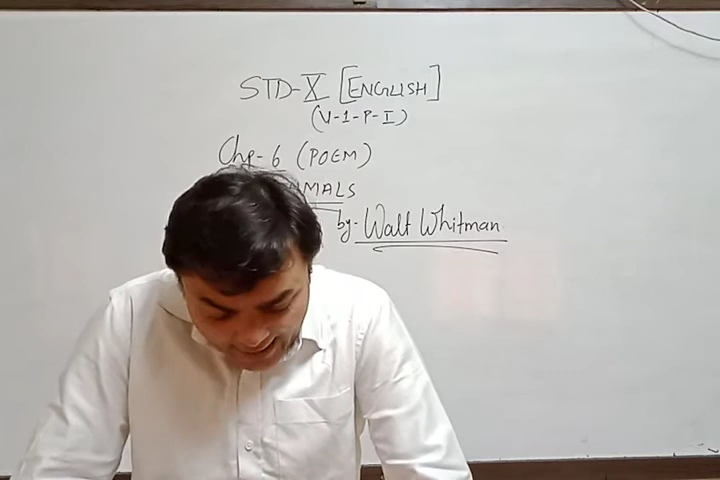 STD-X [ENGLISH]
(V-1-P-I)
Chp-6 (POEM)
by- Walt Whitman